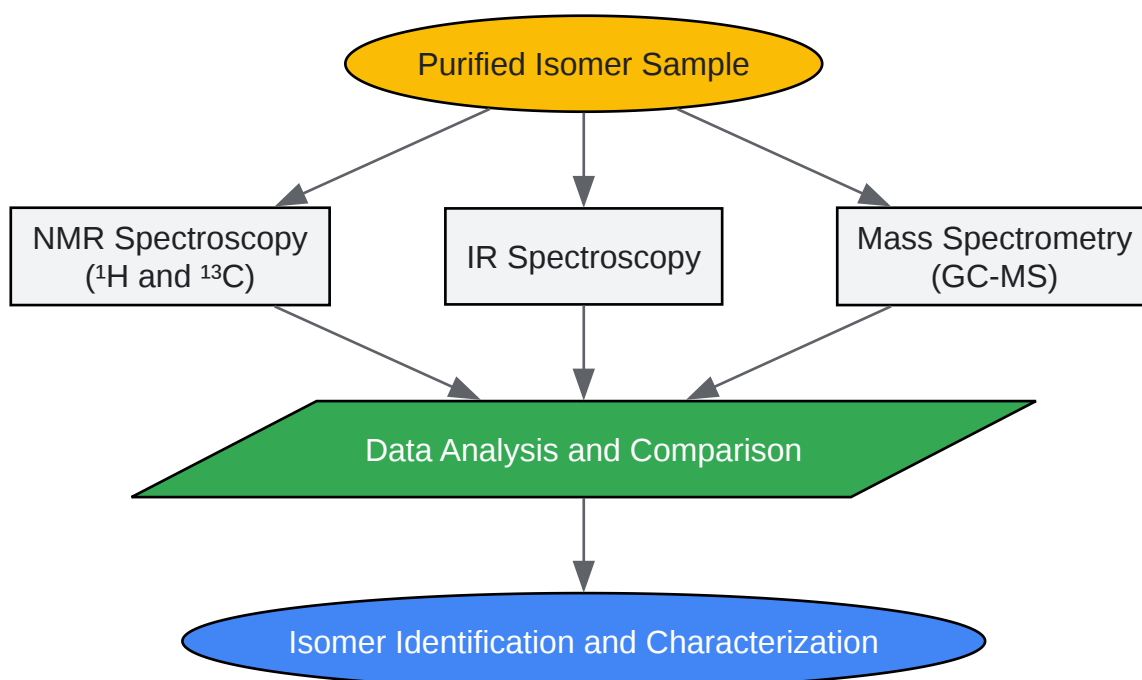 Purified Isomer Sample
NMR Spectroscopy
(¹H and ¹³C)
IR Spectroscopy
Mass Spectrometry
(GC-MS)
Data Analysis and Comparison
Isomer Identification and Characterization